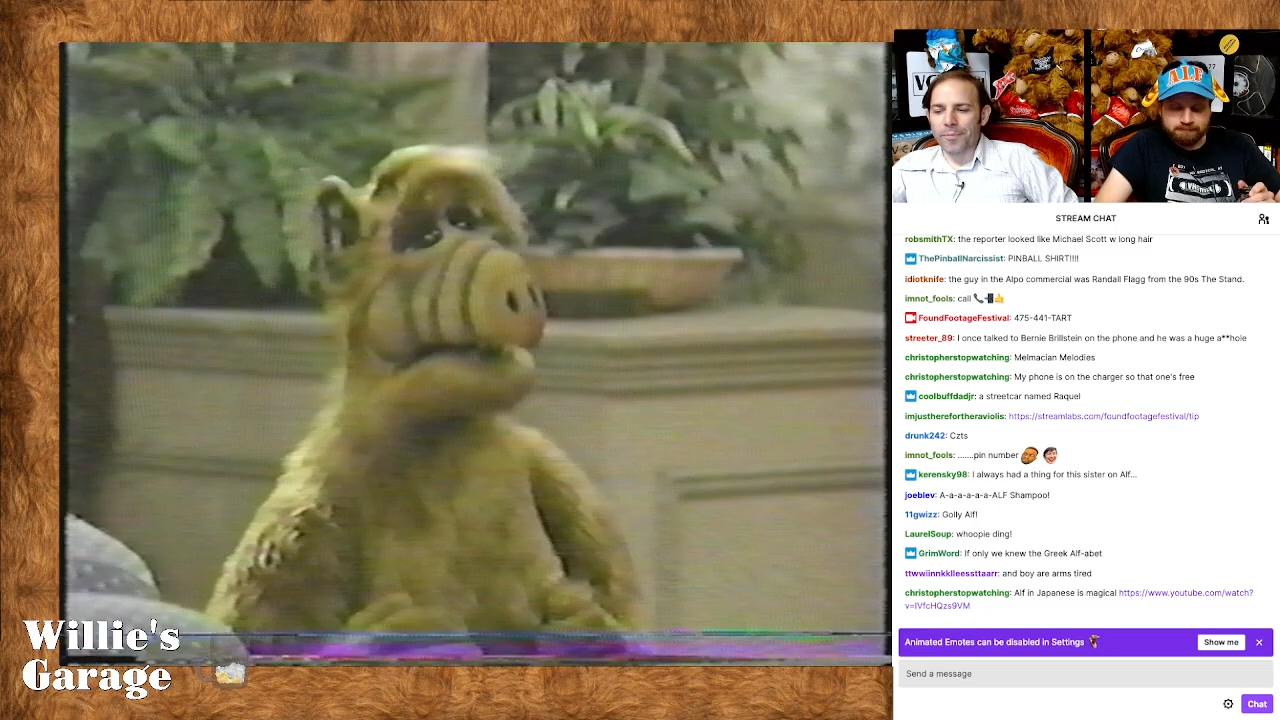 ALF
STREAM CHAT
robsmithTX: the reporter looked like Michael Scott w long hair
ThePinballNarcissist: PINBALL SHIRT!!!!
idiotknife: the guy in the Alpo commercial was Randall Flagg from the 90s The Stand.
imnot_fools: call 📞📲👍
FoundFootageFestival: 475-441-TART
streeter_89: I once talked to Bernie Brillstein on the phone and he was a huge a**hole
christopherstopwatching: Melmacian Melodies
christopherstopwatching: My phone is on the charger so that one's free
coolbuffdadjr: a streetcar named Raquel
imjustherefortheraviolis: https://streamlabs.com/foundfootagefestival/tip
drunk242: Czts
imnot_fools: .......pin number
kerensky98: I always had a thing for this sister on Alf...
joeblev: A-a-a-a-a-a-ALF Shampoo!
11gwizz: Golly Alf!
LaurelSoup: whoopie ding!
GrimWord: If only we knew the Greek Alf-abet
ttwwiinnkklleessttaarr: and boy are arms tired
christopherstopwatching: Alf in Japanese is magical https://www.youtube.com/watch?
v=IVfcHQzs9VM
Animated Emotes can be disabled in Settings
Show me
Send a message
Chat
Willie's
Garage